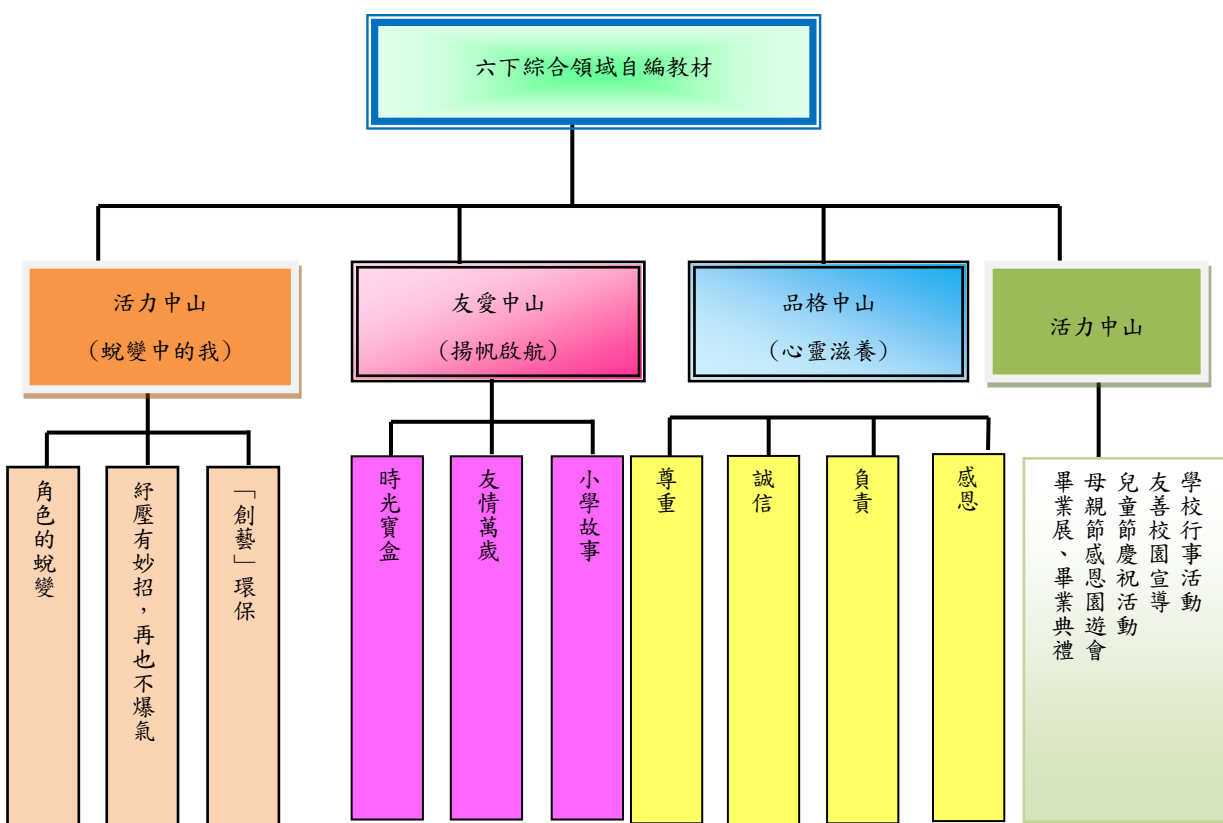 六下綜合領域自編教材
活力中山
(蛻變中的我)
友愛中山
(揚帆啟航)
品格中山
(心靈滋養)
活力中山
角色的蛻變
紓壓有妙招，再也不爆氣
「創藝」環保
時光寶盒
友情萬歲
小學故事
尊重
誠信
負責
感恩
學校行事活動
友善校園宣導
兒童節慶祝活動
母親節感恩園遊會
畢業展、畢業典禮